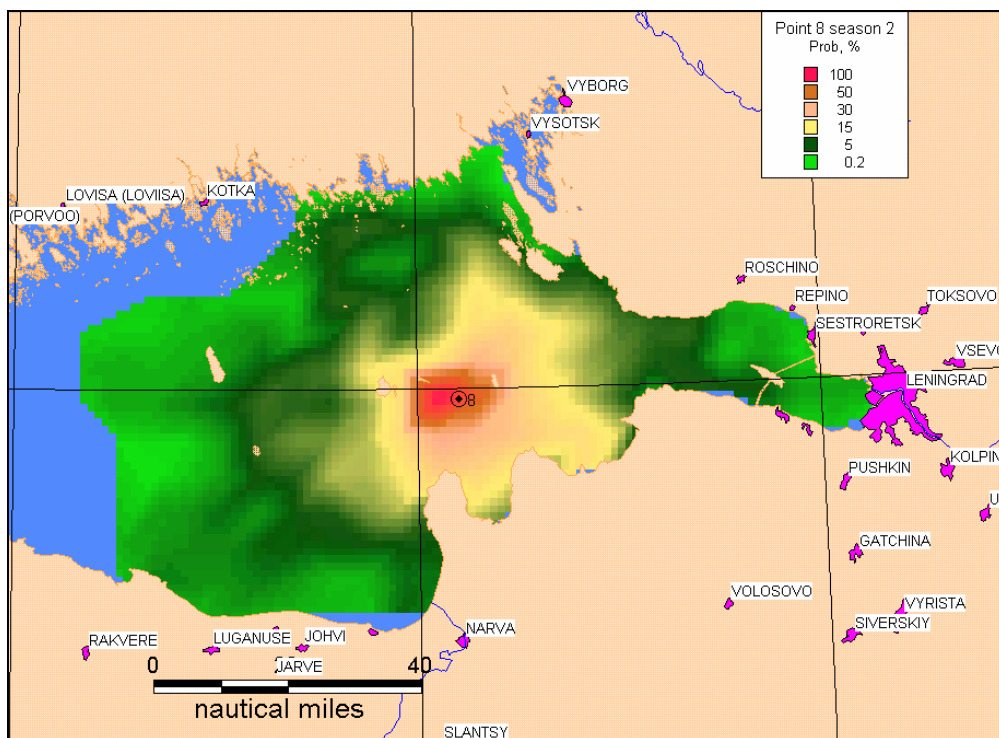 Point 8 season 2
Prob, %
100
50
30
15
5
0.2
VYBORG
VYSOTSK
LOVISA (LOVIISA)
KOTKA
(PORVOO)
ROSCHINO
REPINO
TOKSOVO
SESTRORETSK
VSEVO
LENINGRAD
8
KOLPIN
PUSHKIN
U
GATCHINA
VOLOSOVO
VYRISTA
SIVERSKIY
NARVA
RAKVERE
LUGANUSE
JOHVI
JARVE
0
40
nautical miles
SLANTSY